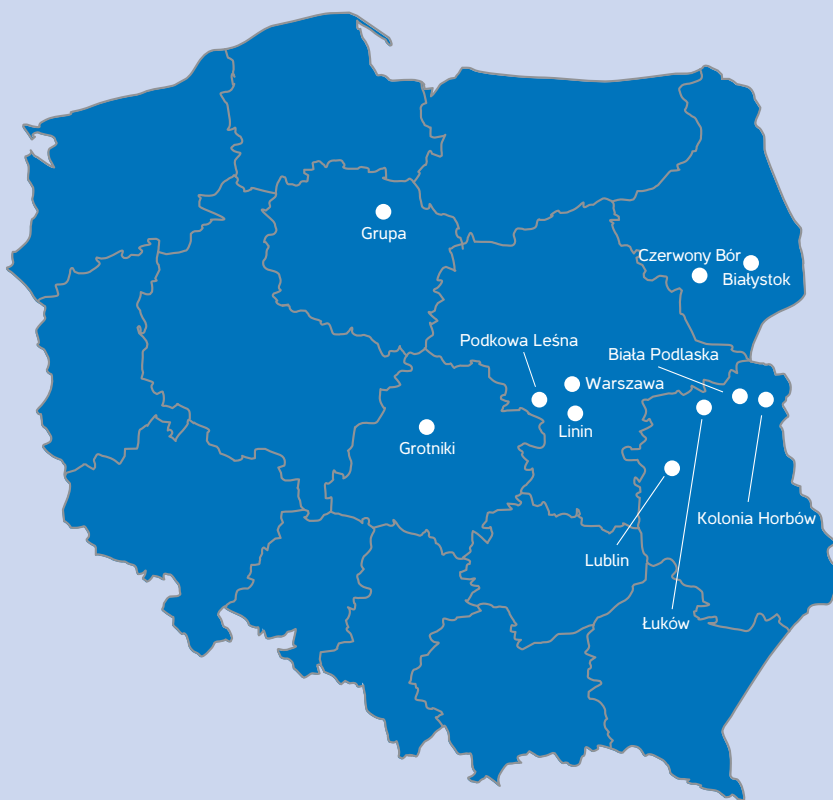 Grupa
Czerwony Bór
Białystok
Podkowa Leśna
Biała Podlaska
Warszawa
Linin
Grotniki
Kolonia Horbów
Lublin
Łuków